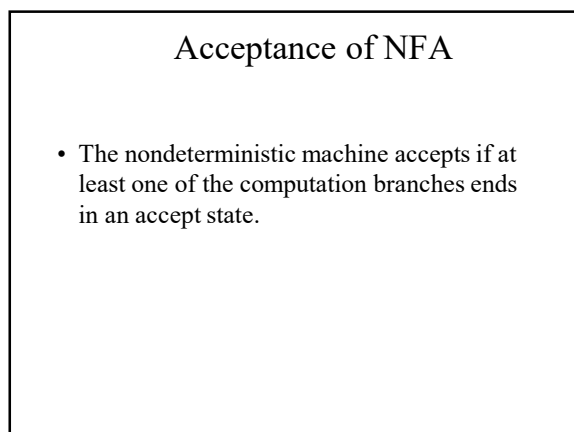 Acceptance of NFA
• The nondeterministic machine accepts if at
least one of the computation branches ends
in an accept state.